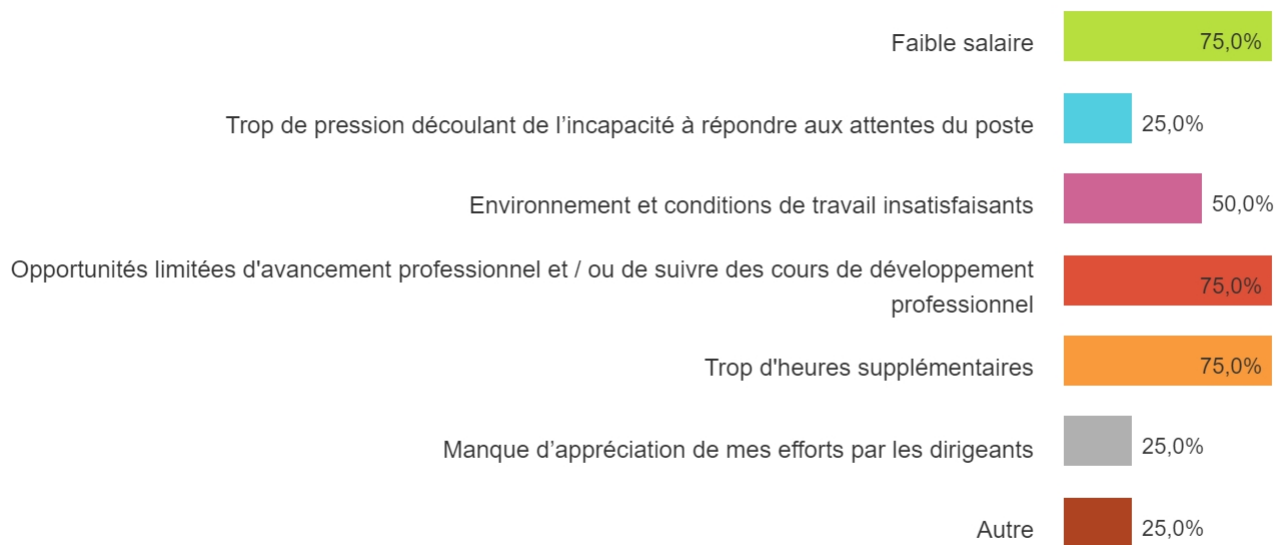 Faible salaire 75,0%
Trop de pression découlant de l’incapacité à répondre aux attentes du poste 25,0%
Environnement et conditions de travail insatisfaisants 50,0%
Opportunités limitées d'avancement professionnel et / ou de suivre des cours de développement
professionnel 75,0%
Trop d'heures supplémentaires 75,0%
Manque d’appréciation de mes efforts par les dirigeants 25,0%
Autre 25,0%